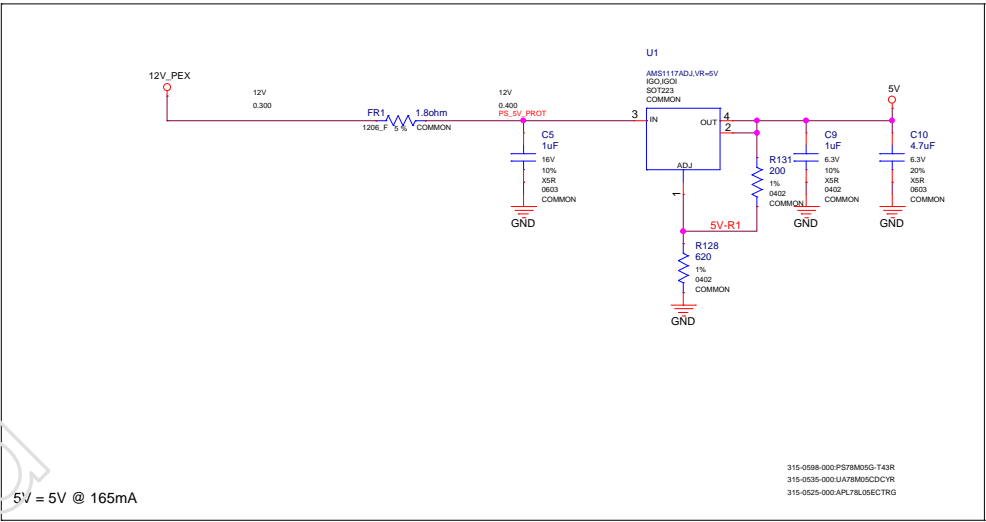 U1
AMS1117ADJ,VR=5V
IGO,IGOI
SOT223
COMMON
12V_PEX
12V
0.300
12V
0.400
PS_5V_PROT
5V
FR1
1.8ohm
1206_F
5 %
COMMON
3
IN
OUT
4
2
ADJ
1
C5
1uF
16V
10%
X5R
0603
COMMON
GND
R131
200
1%
0402
COMMON
C9
1uF
6.3V
10%
X5R
0402
COMMON
GND
C10
4.7uF
6.3V
20%
X5R
0603
COMMON
GND
5V-R1
R128
620
1%
0402
COMMON
GND
315-0598-000:PS78M05G-T43R
315-0535-000:UA78M05CDCYR
315-0525-000:APL78L05ECTRG
5V = 5V @ 165mA